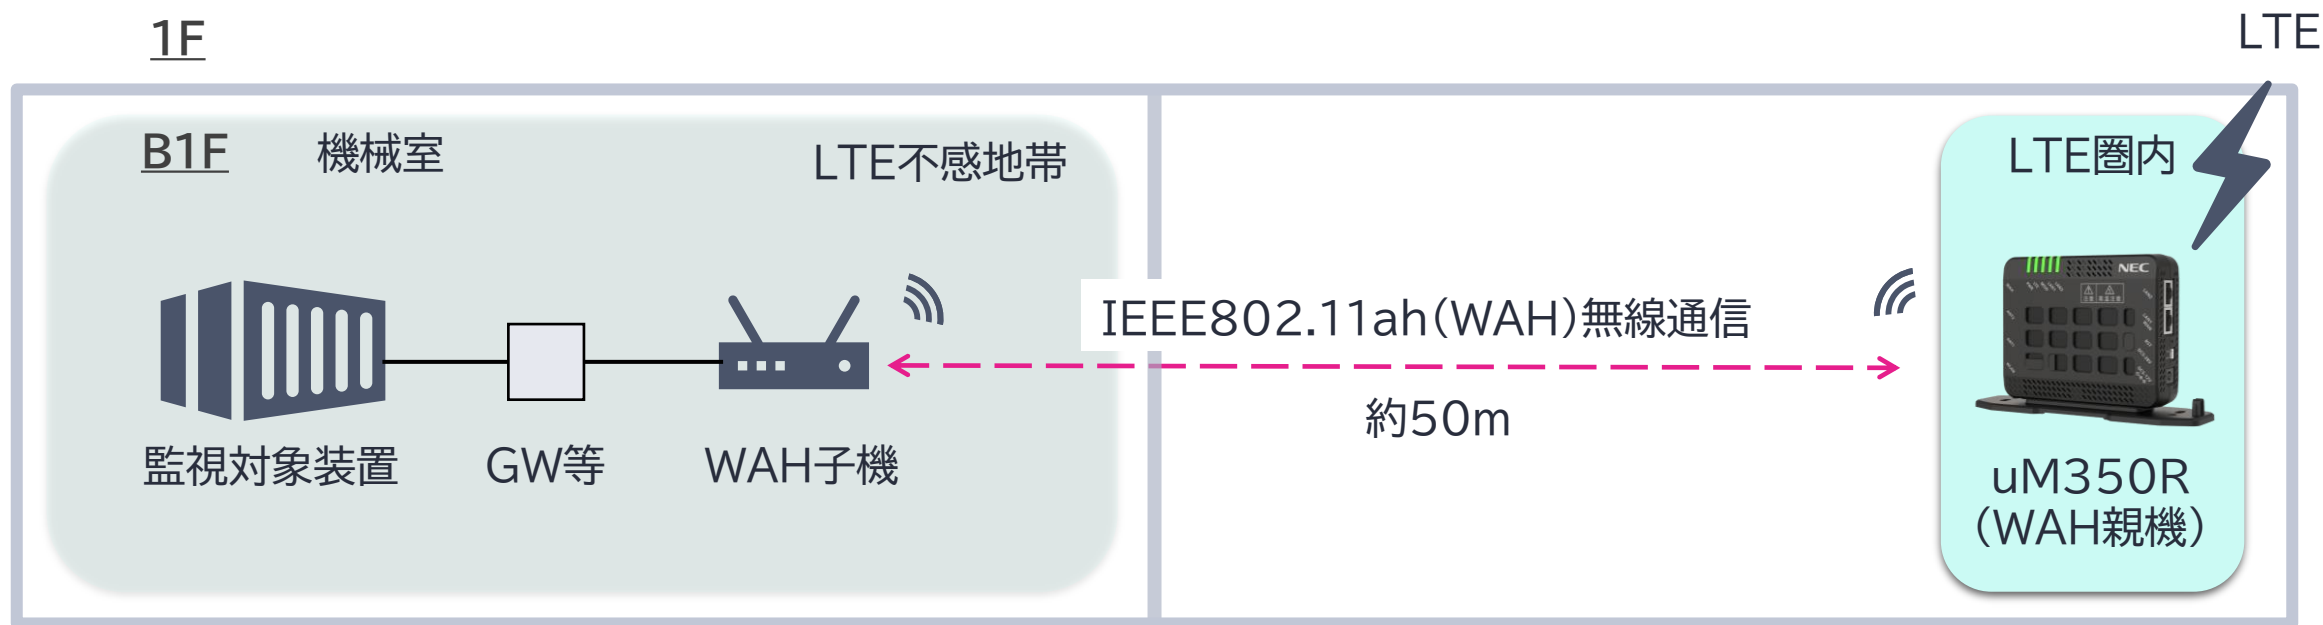 1F
LTE
B1F
機械室
LTE不感地帯
LTE圏内
NEC
IEEE802.11ah(WAH)無線通信
約50m
監視対象装置
GW等
WAH子機
uM350R
(WAH親機)